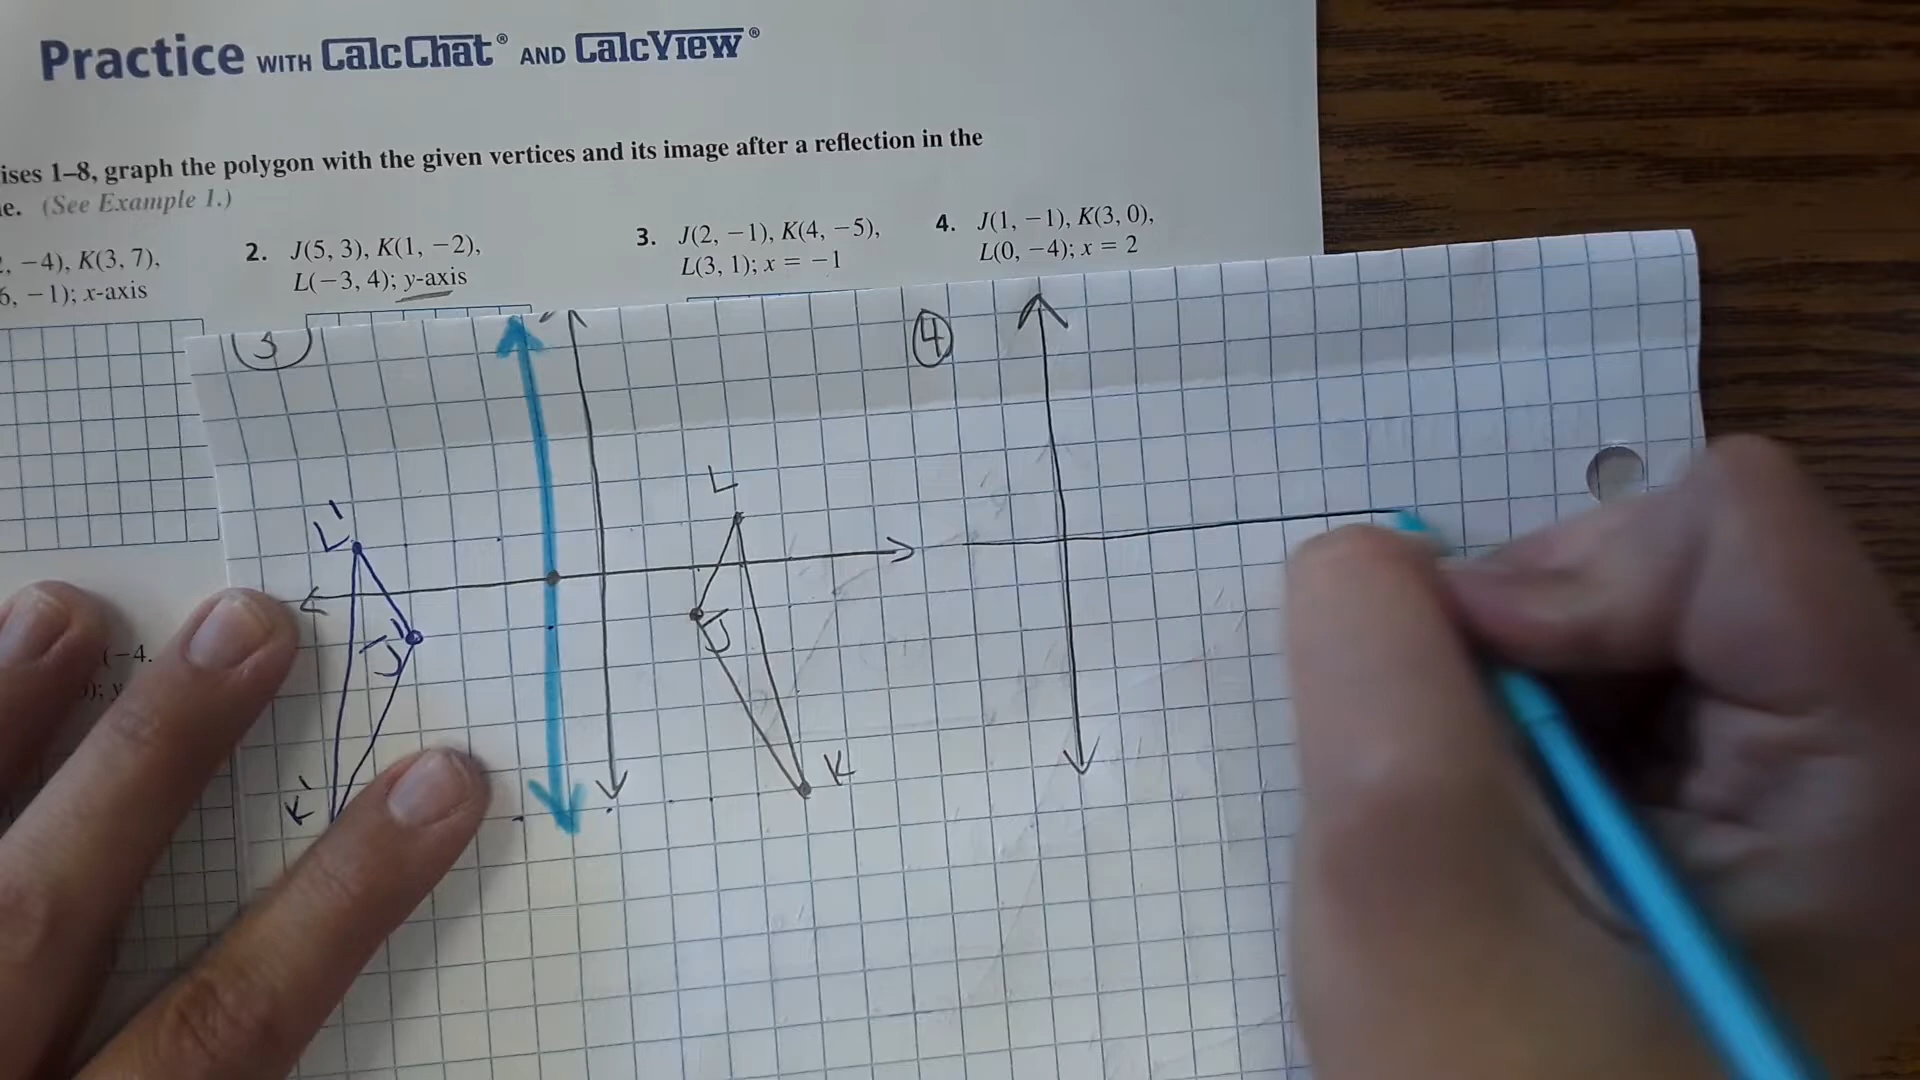 Practice WITH CalcChat® AND CalcView®
ises 1–8, graph the polygon with the given vertices and its image after a reflection in the
e. (See Example 1.)
, −4), K(3, 7),
, −1); x-axis
2. J(5, 3), K(1, −2),
L(−3, 4); y-axis
3. J(2, −1), K(4, −5),
L(3, 1); x = −1
4. J(1, −1), K(3, 0),
L(0, −4); x = 2
3
4
L'
J'
K'
L
J
K
(−4.
); y